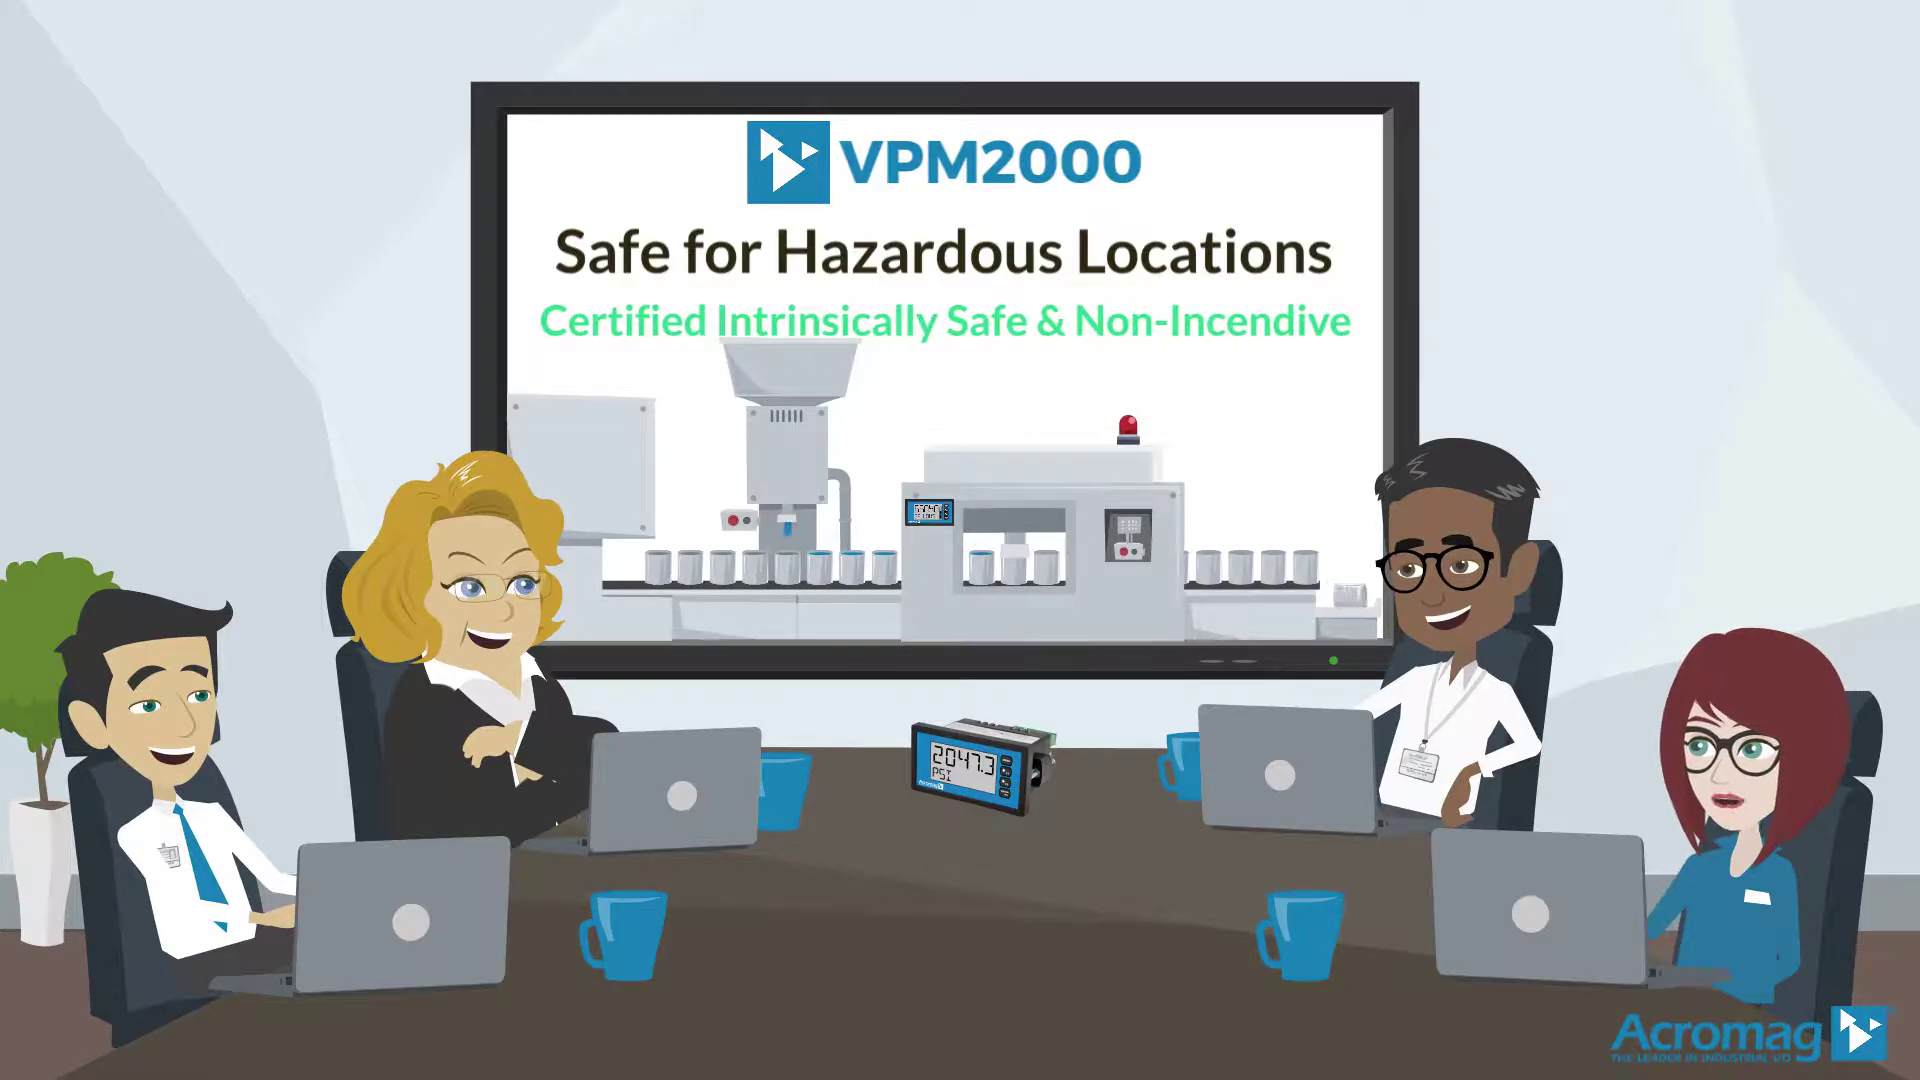 VPM2000
Safe for Hazardous Locations
Certified Intrinsically Safe & Non-Incendive
2047.3
PSI
Acromag
THE LEADER IN INDUSTRIAL I/O